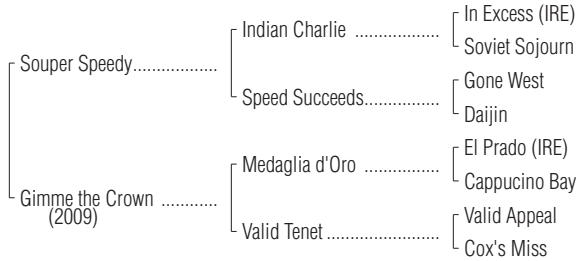 In Excess (IRE)
Indian Charlie ..................
Soviet Sojourn
Souper Speedy..................
Gone West
Speed Succeeds................
Daijin
El Prado (IRE)
Medaglia d'Oro ................
Cappucino Bay
Gimme the Crown ............
(2009)
Valid Appeal
Valid Tenet ........................
Cox's Miss